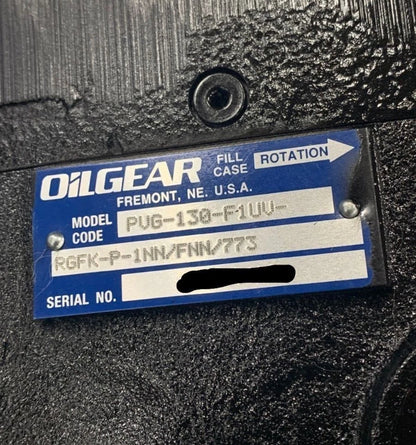 OILGEAR FILL CASE ROTATION
FREMONT, NE. U.S.A.
MODEL CODE PVG-130-F1UV-
RGFK-P-1NN/FNN/773
SERIAL NO.